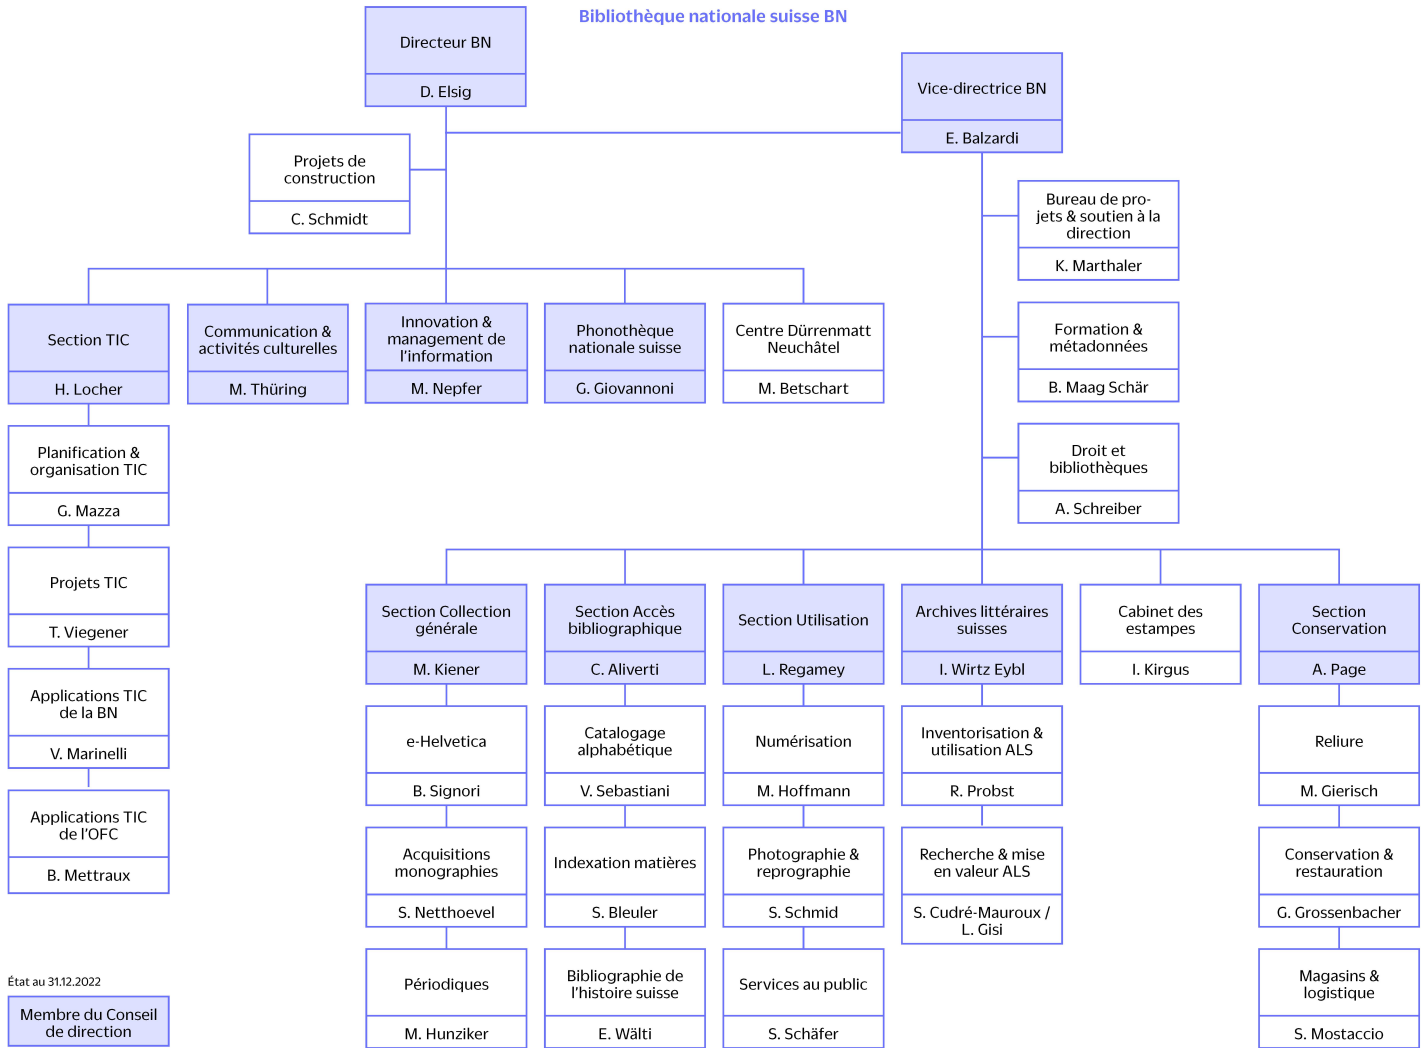 Bibliothèque nationale suisse BN
Directeur BN
D. Elsig
Vice-directrice BN
E. Balzardi
Projets de
construction
C. Schmidt
Bureau de pro-
jets & soutien à la
direction
K. Marthaler
Formation &
métadonnées
B. Maag Schär
Droit et
bibliothèques
A. Schreiber
Section TIC
H. Locher
Communication &
activités culturelles
M. Thüring
Innovation &
management de
l'information
M. Nepfer
Phonothèque
nationale suisse
G. Giovannoni
Centre Dürrenmatt
Neuchâtel
M. Betschart
Planification &
organisation TIC
G. Mazza
Projets TIC
T. Viegener
Applications TIC
de la BN
V. Marinelli
Applications TIC
de l'OFC
B. Mettraux
Section Collection
générale
M. Kiener
e-Helvetica
B. Signori
Acquisitions
monographies
S. Netthoevel
Périodiques
M. Hunziker
Section Accès
bibliographique
C. Aliverti
Catalogage
alphabétique
V. Sebastiani
Indexation matières
S. Bleuler
Bibliographie de
l'histoire suisse
E. Wälti
Section Utilisation
L. Regamey
Numérisation
M. Hoffmann
Photographie &
reprographie
S. Schmid
Services au public
S. Schäfer
Archives littéraires
suisses
I. Wirtz Eybl
Inventorisation &
utilisation ALS
R. Probst
Recherche & mise
en valeur ALS
S. Cudré-Mauroux /
L. Gisi
Cabinet des
estampes
I. Kirgus
Section
Conservation
A. Page
Reliure
M. Gierisch
Conservation &
restauration
G. Grossenbacher
Magasins &
logistique
S. Mostaccio
État au 31.12.2022
Membre du Conseil
de direction